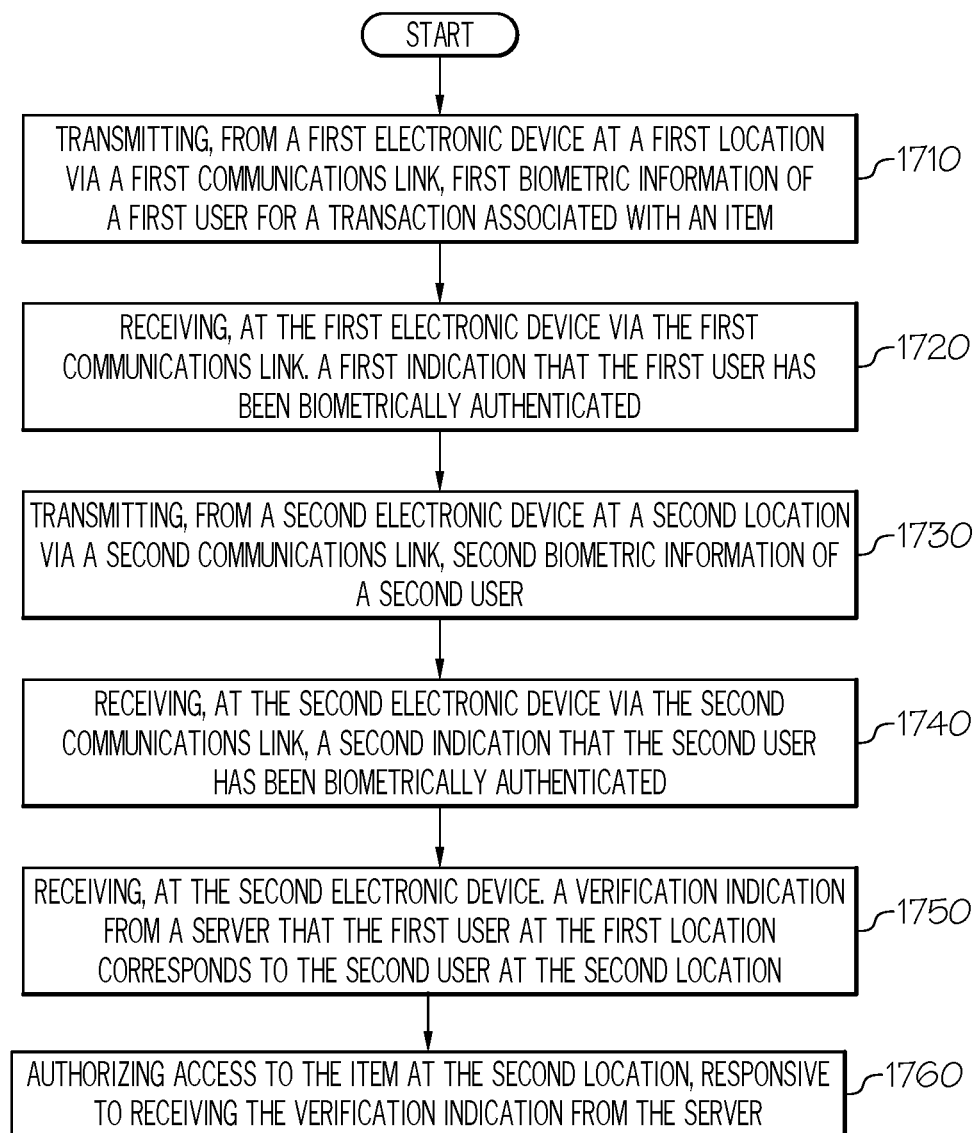 START
TRANSMITTING, FROM A FIRST ELECTRONIC DEVICE AT A FIRST LOCATION
VIA A FIRST COMMUNICATIONS LINK, FIRST BIOMETRIC INFORMATION OF
A FIRST USER FOR A TRANSACTION ASSOCIATED WITH AN ITEM
1710
RECEIVING, AT THE FIRST ELECTRONIC DEVICE VIA THE FIRST
COMMUNICATIONS LINK. A FIRST INDICATION THAT THE FIRST USER HAS
BEEN BIOMETRICALLY AUTHENTICATED
1720
TRANSMITTING, FROM A SECOND ELECTRONIC DEVICE AT A SECOND LOCATION
VIA A SECOND COMMUNICATIONS LINK, SECOND BIOMETRIC INFORMATION OF
A SECOND USER
1730
RECEIVING, AT THE SECOND ELECTRONIC DEVICE VIA THE SECOND
COMMUNICATIONS LINK, A SECOND INDICATION THAT THE SECOND USER
HAS BEEN BIOMETRICALLY AUTHENTICATED
1740
RECEIVING, AT THE SECOND ELECTRONIC DEVICE. A VERIFICATION INDICATION
FROM A SERVER THAT THE FIRST USER AT THE FIRST LOCATION
CORRESPONDS TO THE SECOND USER AT THE SECOND LOCATION
1750
AUTHORIZING ACCESS TO THE ITEM AT THE SECOND LOCATION, RESPONSIVE
TO RECEIVING THE VERIFICATION INDICATION FROM THE SERVER
1760